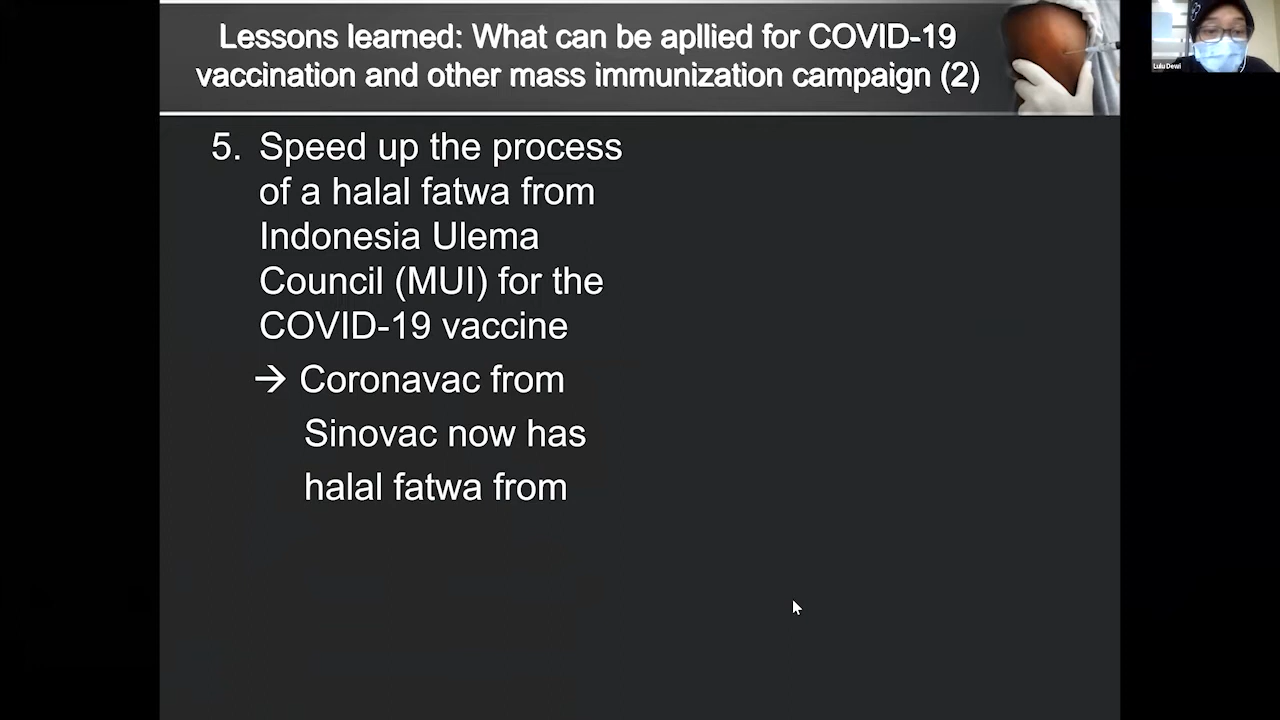 Lessons learned: What can be apllied for COVID-19
vaccination and other mass immunization campaign (2)
Lulu Dewi
5. Speed up the process
of a halal fatwa from
Indonesia Ulema
Council (MUI) for the
COVID-19 vaccine
→ Coronavac from
Sinovac now has
halal fatwa from